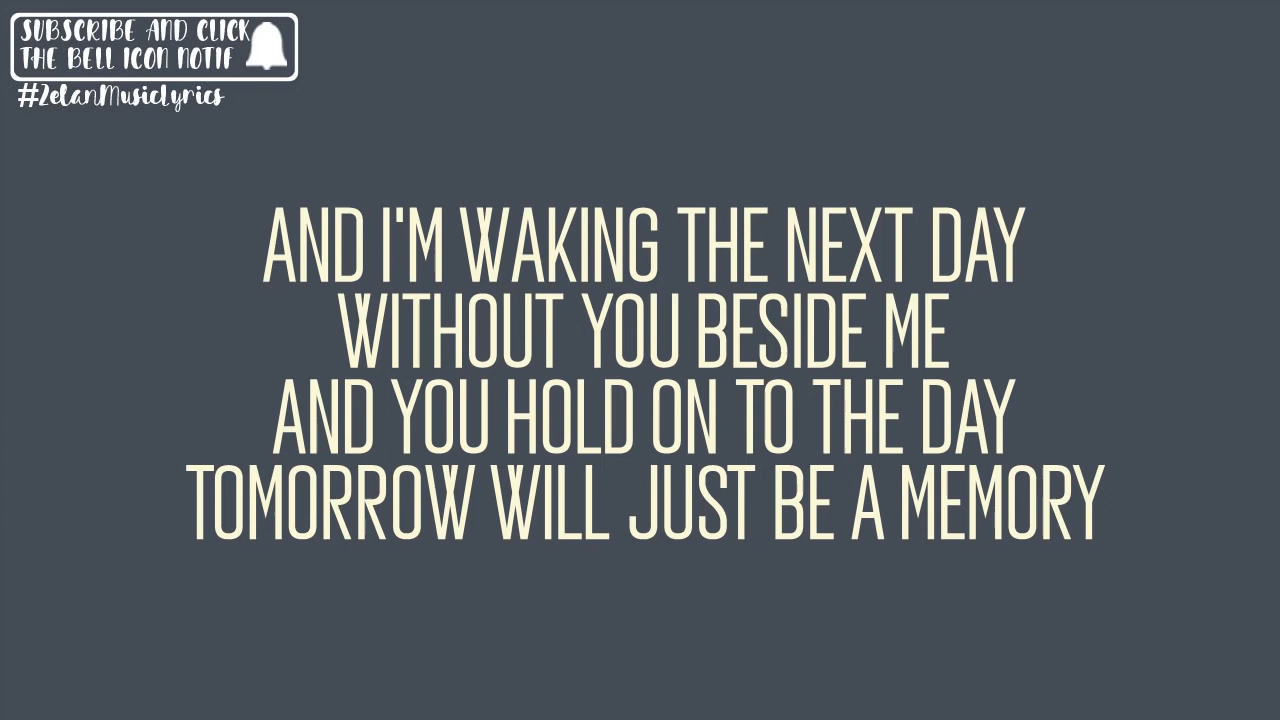 SUBSCRIBE AND CLICK
THE BELL ICON NOTIF
#ZelanMusicLyrics
AND I'M WAKING THE NEXT DAY
WITHOUT YOU BESIDE ME
AND YOU HOLD ON TO THE DAY
TOMORROW WILL JUST BE A MEMORY